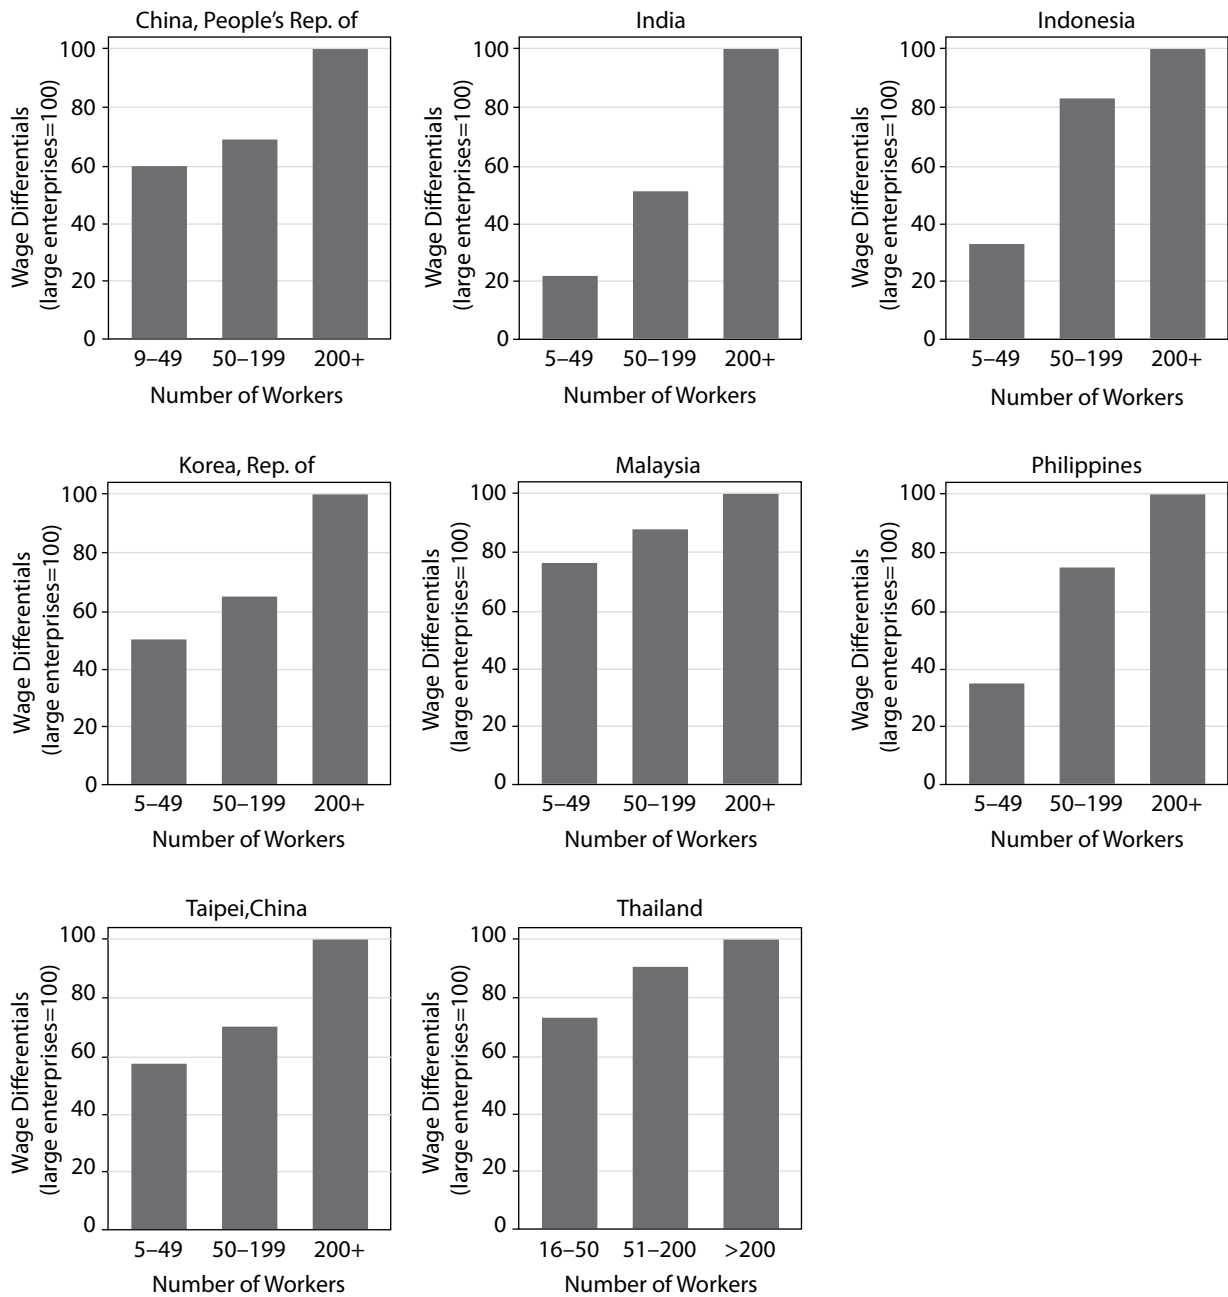 China, People's Rep. of
Wage Differentials
(large enterprises=100)
100
80
60
40
20
0
9–49 50–199 200+
Number of Workers
India
Wage Differentials
(large enterprises=100)
100
80
60
40
20
0
5–49 50–199 200+
Number of Workers
Indonesia
Wage Differentials
(large enterprises=100)
100
80
60
40
20
0
5–49 50–199 200+
Number of Workers
Korea, Rep. of
Wage Differentials
(large enterprises=100)
100
80
60
40
20
0
5–49 50–199 200+
Number of Workers
Malaysia
Wage Differentials
(large enterprises=100)
100
80
60
40
20
0
5–49 50–199 200+
Number of Workers
Philippines
Wage Differentials
(large enterprises=100)
100
80
60
40
20
0
5–49 50–199 200+
Number of Workers
Taipei,China
Wage Differentials
(large enterprises=100)
100
80
60
40
20
0
5–49 50–199 200+
Number of Workers
Thailand
Wage Differentials
(large enterprises=100)
100
80
60
40
20
0
16–50 51–200 >200
Number of Workers